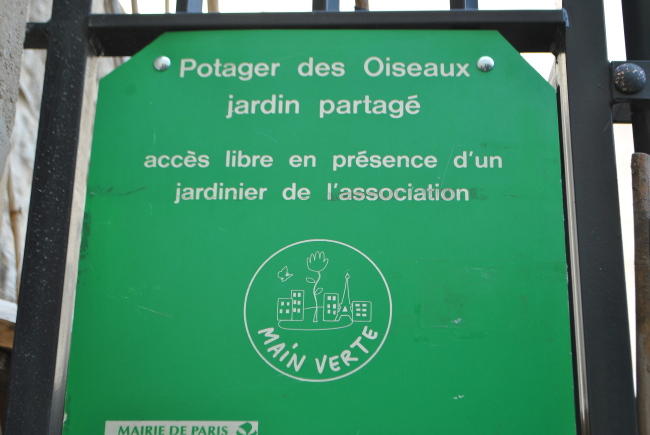 Potager des Oiseaux
jardin partagé
accès libre en présence d'un
jardinier de l'association
MAIN VERTE
MAIRIE DE PARIS